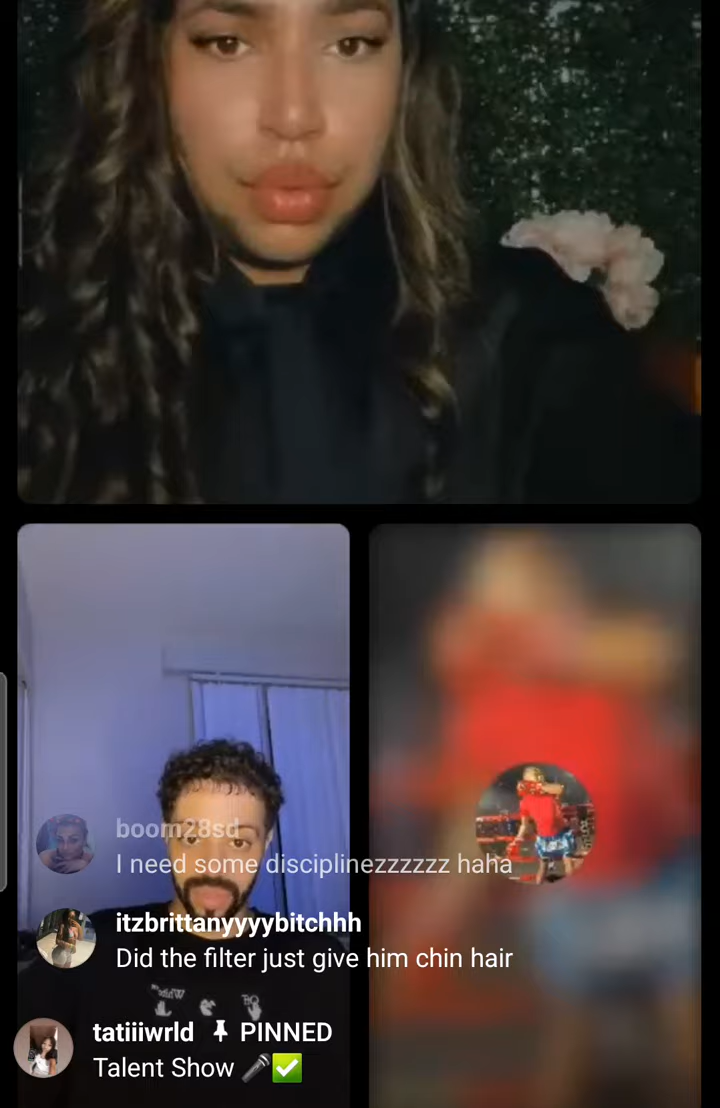 boom28sd
I need some disciplinezzzzzz haha
itzbrittanyyyybitchhh
Did the filter just give him chin hair
tatiiiwrld 📌 PINNED
Talent Show 🎤✅